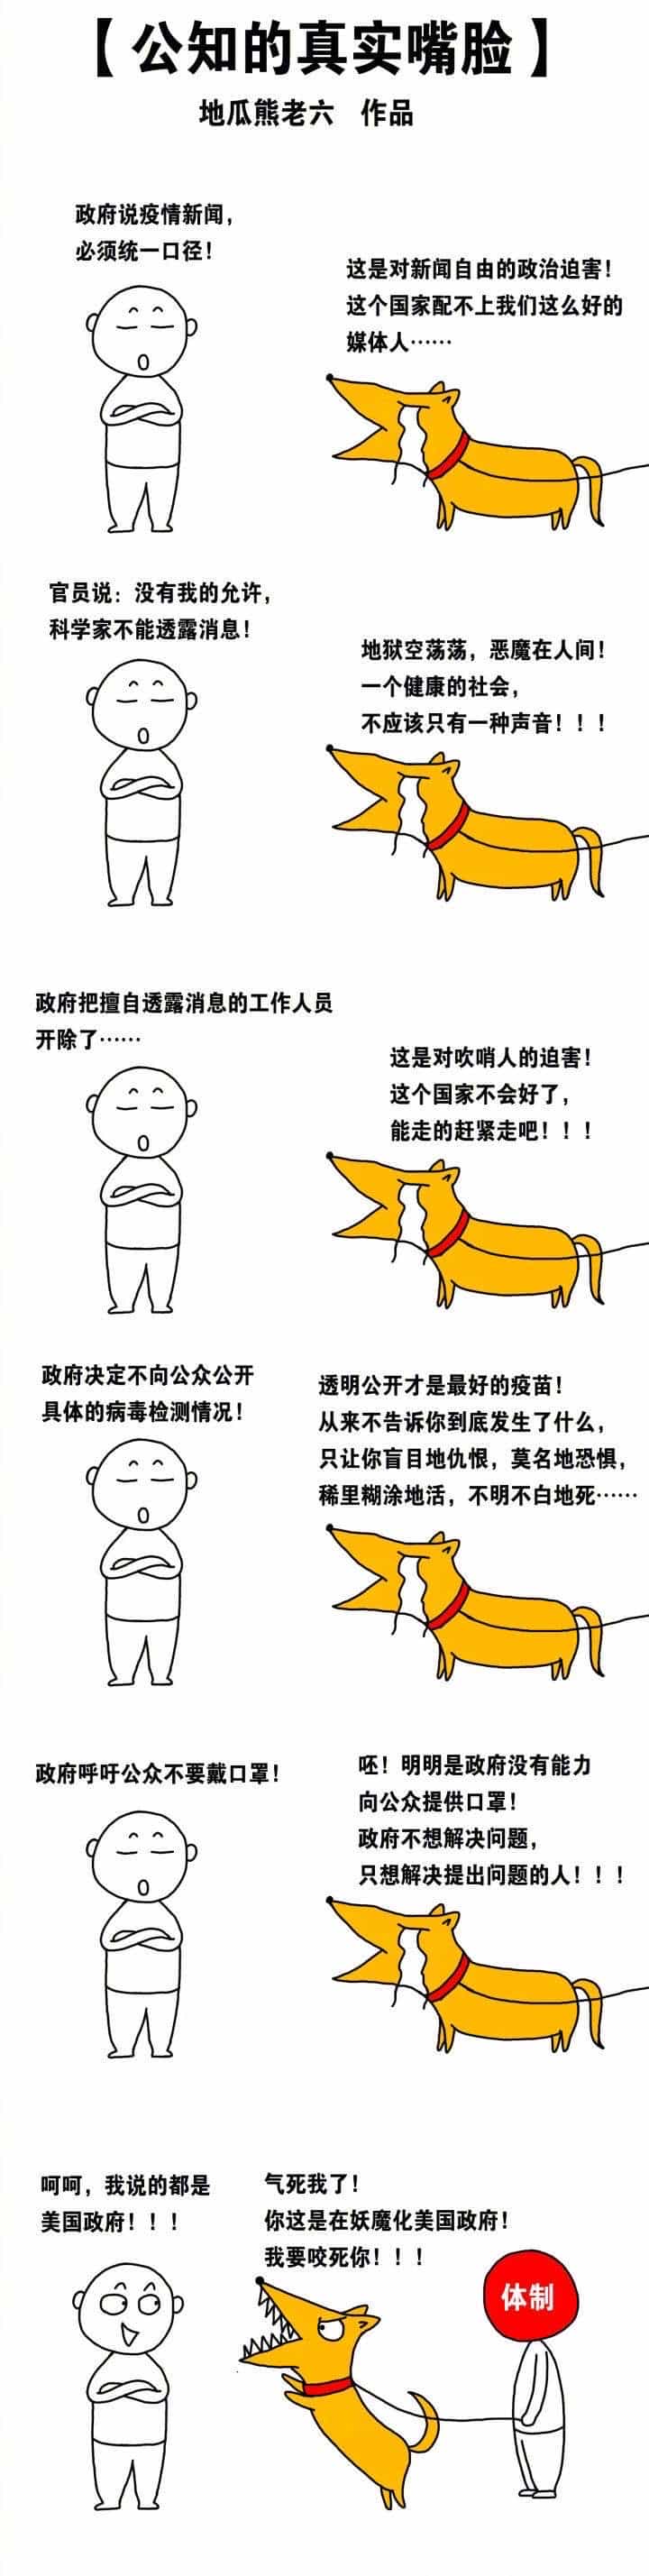 【公知的真实嘴脸】
地瓜熊老六　作品
政府说疫情新闻，
必须统一口径！
这是对新闻自由的政治迫害！
这个国家配不上我们这么好的
媒体人……
官员说：没有我的允许，
科学家不能透露消息！
地狱空荡荡，恶魔在人间！
一个健康的社会，
不应该只有一种声音！！！
政府把擅自透露消息的工作人员
开除了……
这是对吹哨人的迫害！
这个国家不会好了，
能走的赶紧走吧！！！
政府决定不向公众公开
具体的病毒检测情况！
透明公开才是最好的疫苗！
从来不告诉你到底发生了什么，
只让你盲目地仇恨，莫名地恐惧，
稀里糊涂地活，不明不白地死……
政府呼吁公众不要戴口罩！
呸！明明是政府没有能力
向公众提供口罩！
政府不想解决问题，
只想解决提出问题的人！！！
呵呵，我说的都是
美国政府！！！
气死我了！
你这是在妖魔化美国政府！
我要咬死你！！！
体制